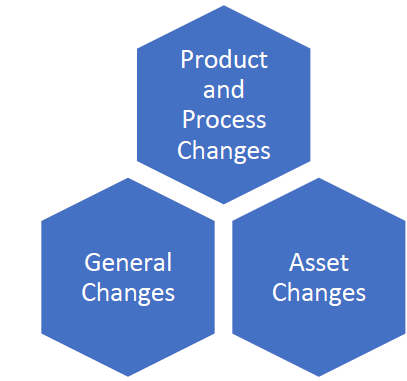 Product
and
Process
Changes
General
Changes
Asset
Changes